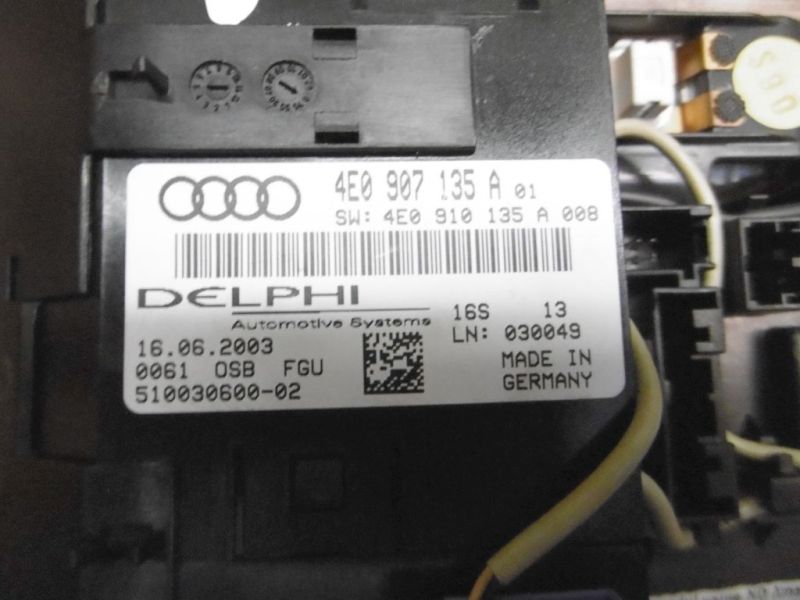 4E0 907 135 A 01
SW: 4E0 910 135 A 008
DELPHI
Automotive Systems
16S 13
LN: 030049
16.06.2003
0061 OSB FGU
510030600-02
MADE IN
GERMANY
06S